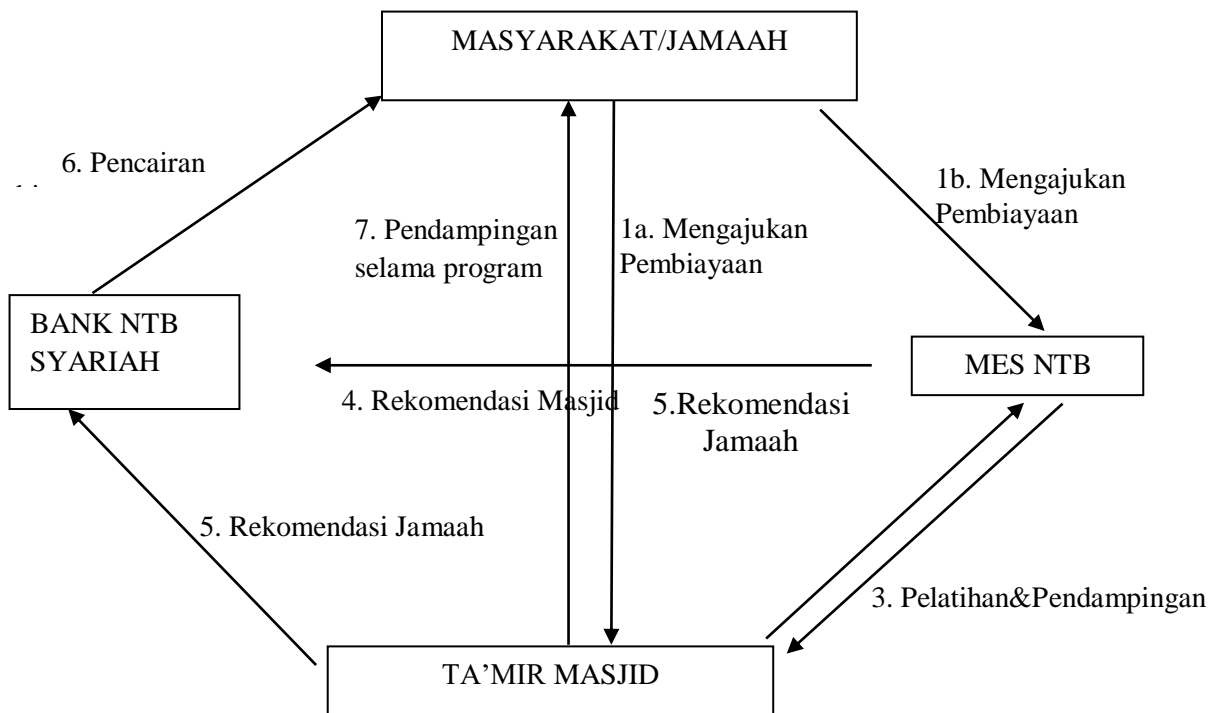 MASYARAKAT/JAMAAH
6. Pencairan
1b. Mengajukan
Pembiayaan
7. Pendampingan
selama program
1a. Mengajukan
Pembiayaan
BANK NTB
SYARIAH
MES NTB
4. Rekomendasi Masjid
5.Rekomendasi
Jamaah
5. Rekomendasi Jamaah
3. Pelatihan&Pendampingan
TA’MIR MASJID